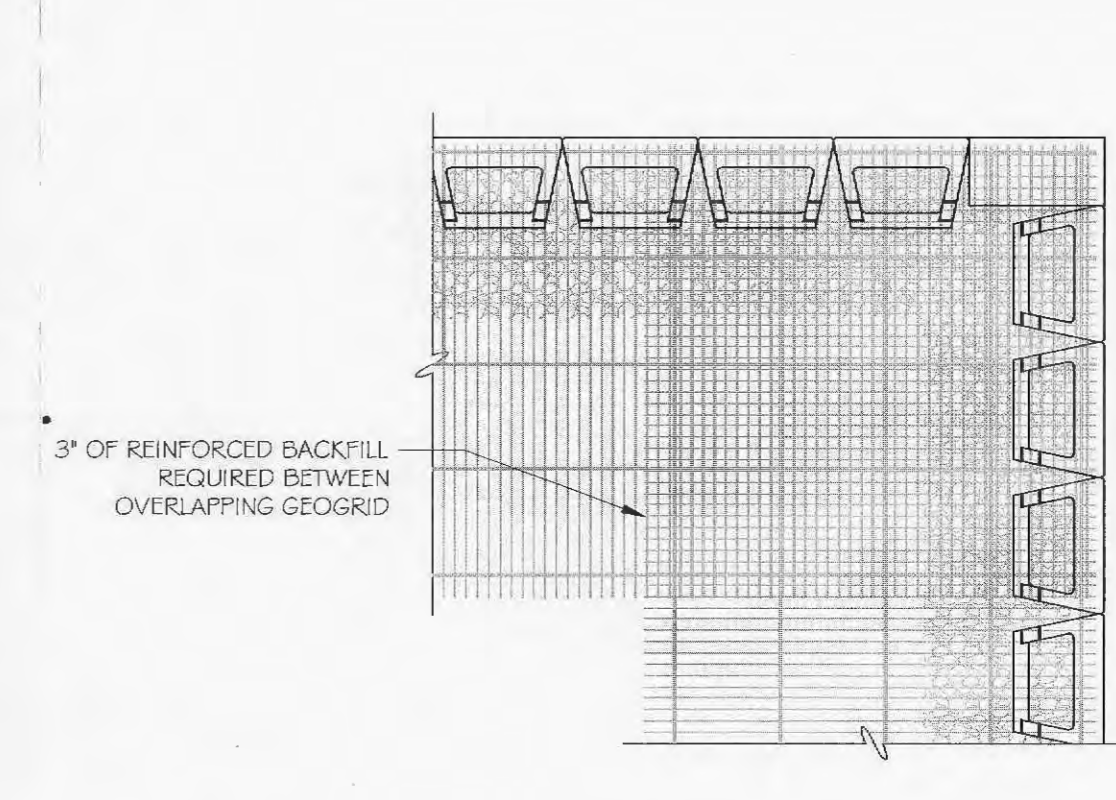 3" OF REINFORCED BACKFILL
REQUIRED BETWEEN
OVERLAPPING GEOGRID